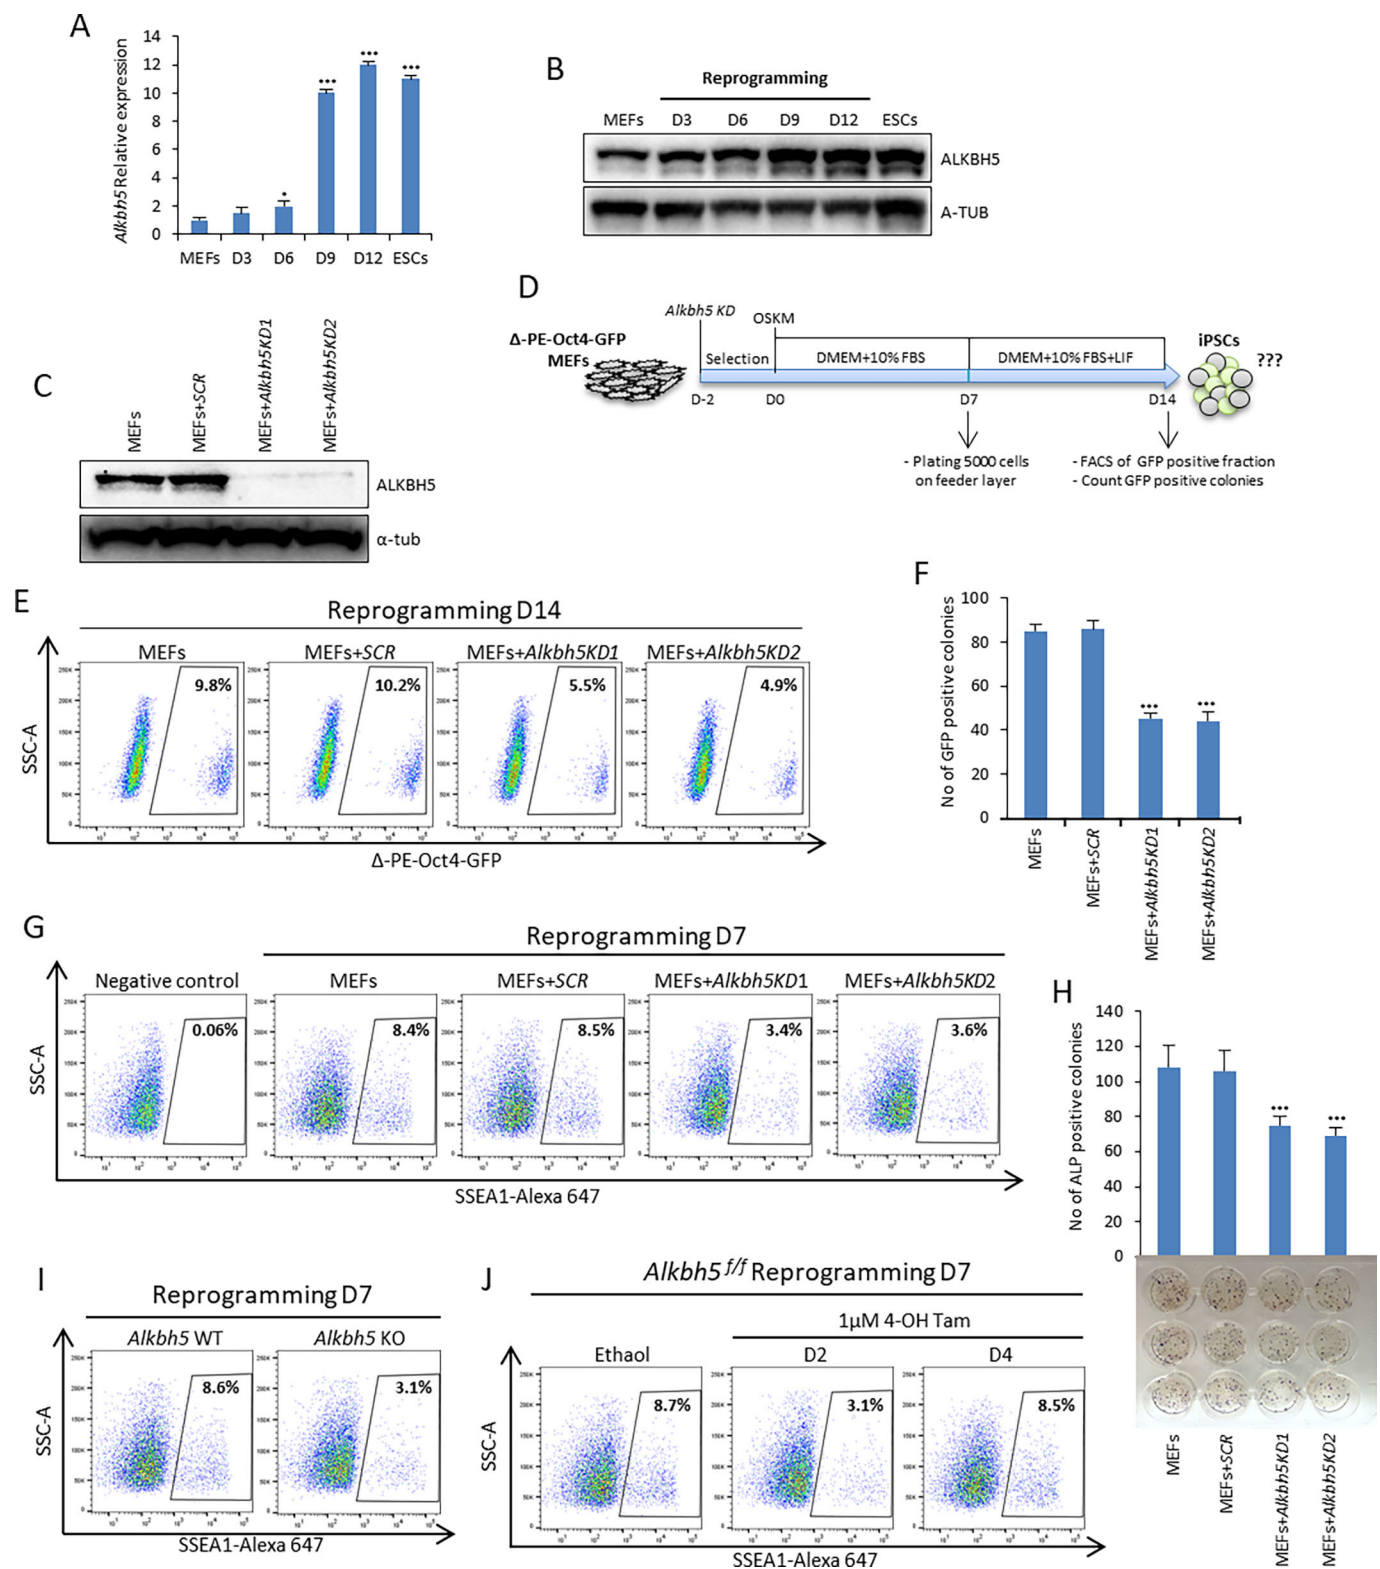 A
Alkbh5 Relative expression
14
12
10
8
6
4
2
0
•
•••
•••
•••
MEFs D3 D6 D9 D12 ESCs
B
Reprogramming
MEFs D3 D6 D9 D12 ESCs
ALKBH5
A-TUB
C
MEFs
MEFs+SCR
MEFs+Alkbh5KD1
MEFs+Alkbh5KD2
ALKBH5
α-tub
D
Δ-PE-Oct4-GFP
MEFs
Alkbh5 KD
OSKM
Selection
DMEM+10% FBS
DMEM+10% FBS+LIF
iPSCs
???
D-2 D0 D7 D14
- Plating 5000 cells
on feeder layer
- FACS of GFP positive fraction
- Count GFP positive colonies
E
Reprogramming D14
MEFs MEFs+SCR MEFs+Alkbh5KD1 MEFs+Alkbh5KD2
9.8% 10.2% 5.5% 4.9%
SSC-A
Δ-PE-Oct4-GFP
F
No of GFP positive colonies
100
80
60
40
20
0
•••
•••
MEFs
MEFs+SCR
MEFs+Alkbh5KD1
MEFs+Alkbh5KD2
G
Reprogramming D7
Negative control MEFs MEFs+SCR MEFs+Alkbh5KD1 MEFs+Alkbh5KD2
0.06% 8.4% 8.5% 3.4% 3.6%
SSC-A
SSEA1-Alexa 647
H
No of ALP positive colonies
140
120
100
80
60
40
20
0
•••
•••
MEFs
MEFs+SCR
MEFs+Alkbh5KD1
MEFs+Alkbh5KD2
I
Reprogramming D7
Alkbh5 WT Alkbh5 KO
8.6% 3.1%
SSC-A
SSEA1-Alexa 647
J
Alkbh5 f/f Reprogramming D7
1µM 4-OH Tam
Ethaol D2 D4
8.7% 3.1% 8.5%
SSC-A
SSEA1-Alexa 647